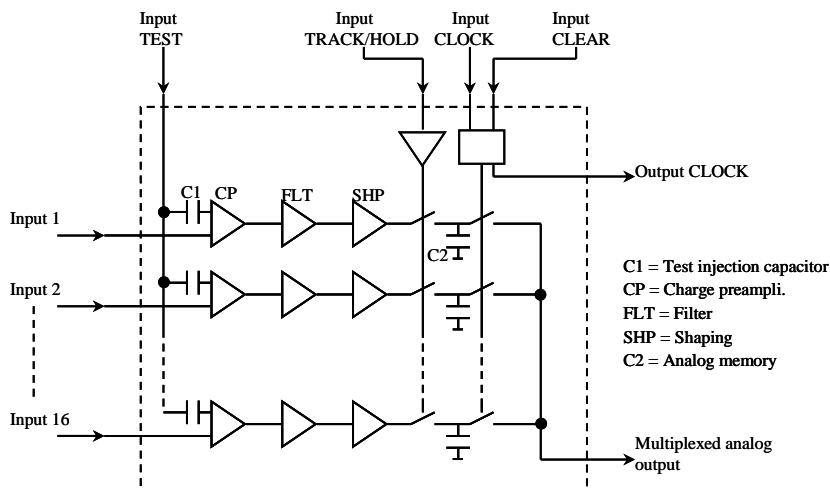 Input
TEST
Input
TRACK/HOLD
Input
CLOCK
Input
CLEAR
Output CLOCK
C1 CP FLT SHP
Input 1
C2
Input 2
Input 16
C1 = Test injection capacitor
CP = Charge preampli.
FLT = Filter
SHP = Shaping
C2 = Analog memory
Multiplexed analog
output